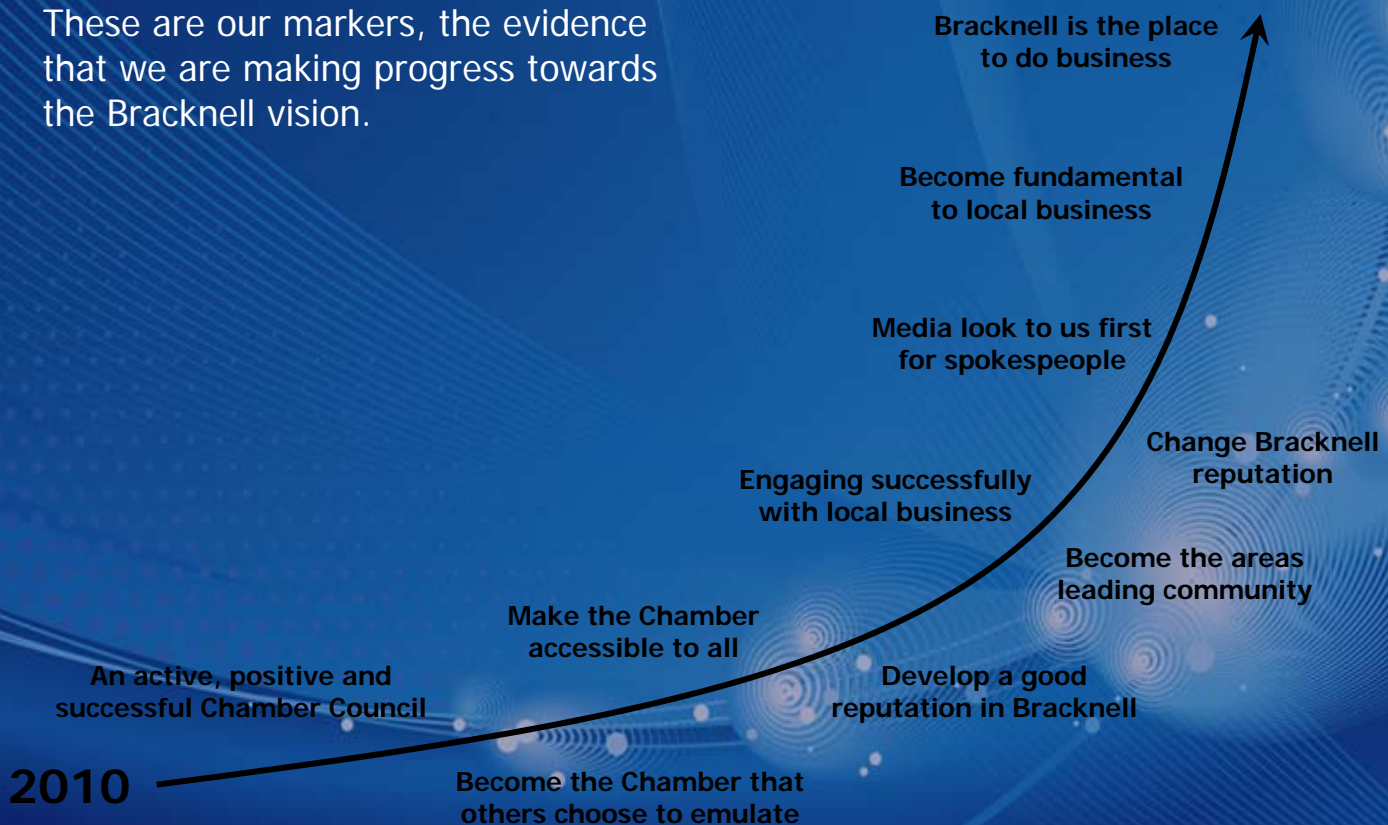 These are our markers, the evidence
that we are making progress towards
the Bracknell vision.
Bracknell is the place
to do business
Become fundamental
to local business
Media look to us first
for spokespeople
Change Bracknell
reputation
Engaging successfully
with local business
Become the areas
leading community
Make the Chamber
accessible to all
An active, positive and
successful Chamber Council
Develop a good
reputation in Bracknell
2010
Become the Chamber that
others choose to emulate